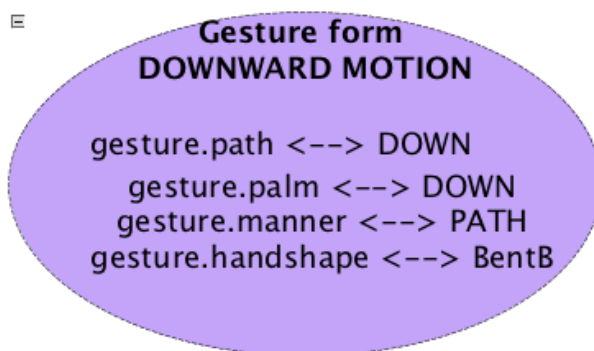 Gesture form
DOWNWARD MOTION
gesture.path <--> DOWN
gesture.palm <--> DOWN
gesture.manner <--> PATH
gesture.handshape <--> BentB